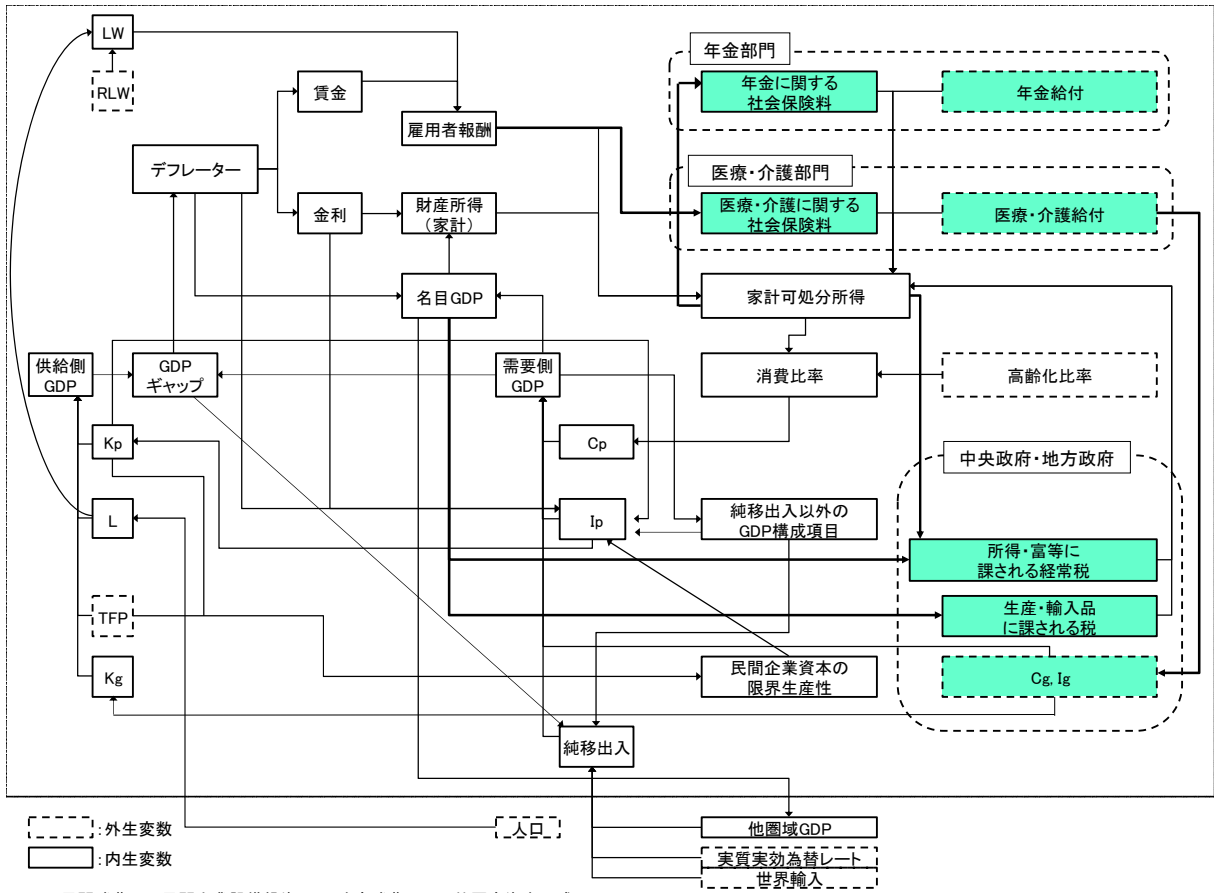 LW
RLW
賃金
雇用者報酬
デフレーター
金利
財産所得
(家計)
名目GDP
供給側
GDP
GDP
ギャップ
需要側
GDP
Kp
L
TFP
Kg
Cp
Ip
純移出入以外の
GDP構成項目
民間企業資本の
限界生産性
純移出入
年金部門
年金に関する
社会保険料
年金給付
医療・介護部門
医療・介護に関する
社会保険料
医療・介護給付
家計可処分所得
消費比率
高齢化比率
中央政府・地方政府
所得・富等に
課される経常税
生産・輸入品
に課される税
Cg, Ig
:外生変数
:内生変数
人口
他圏域GDP
実質実効為替レート
世界輸入